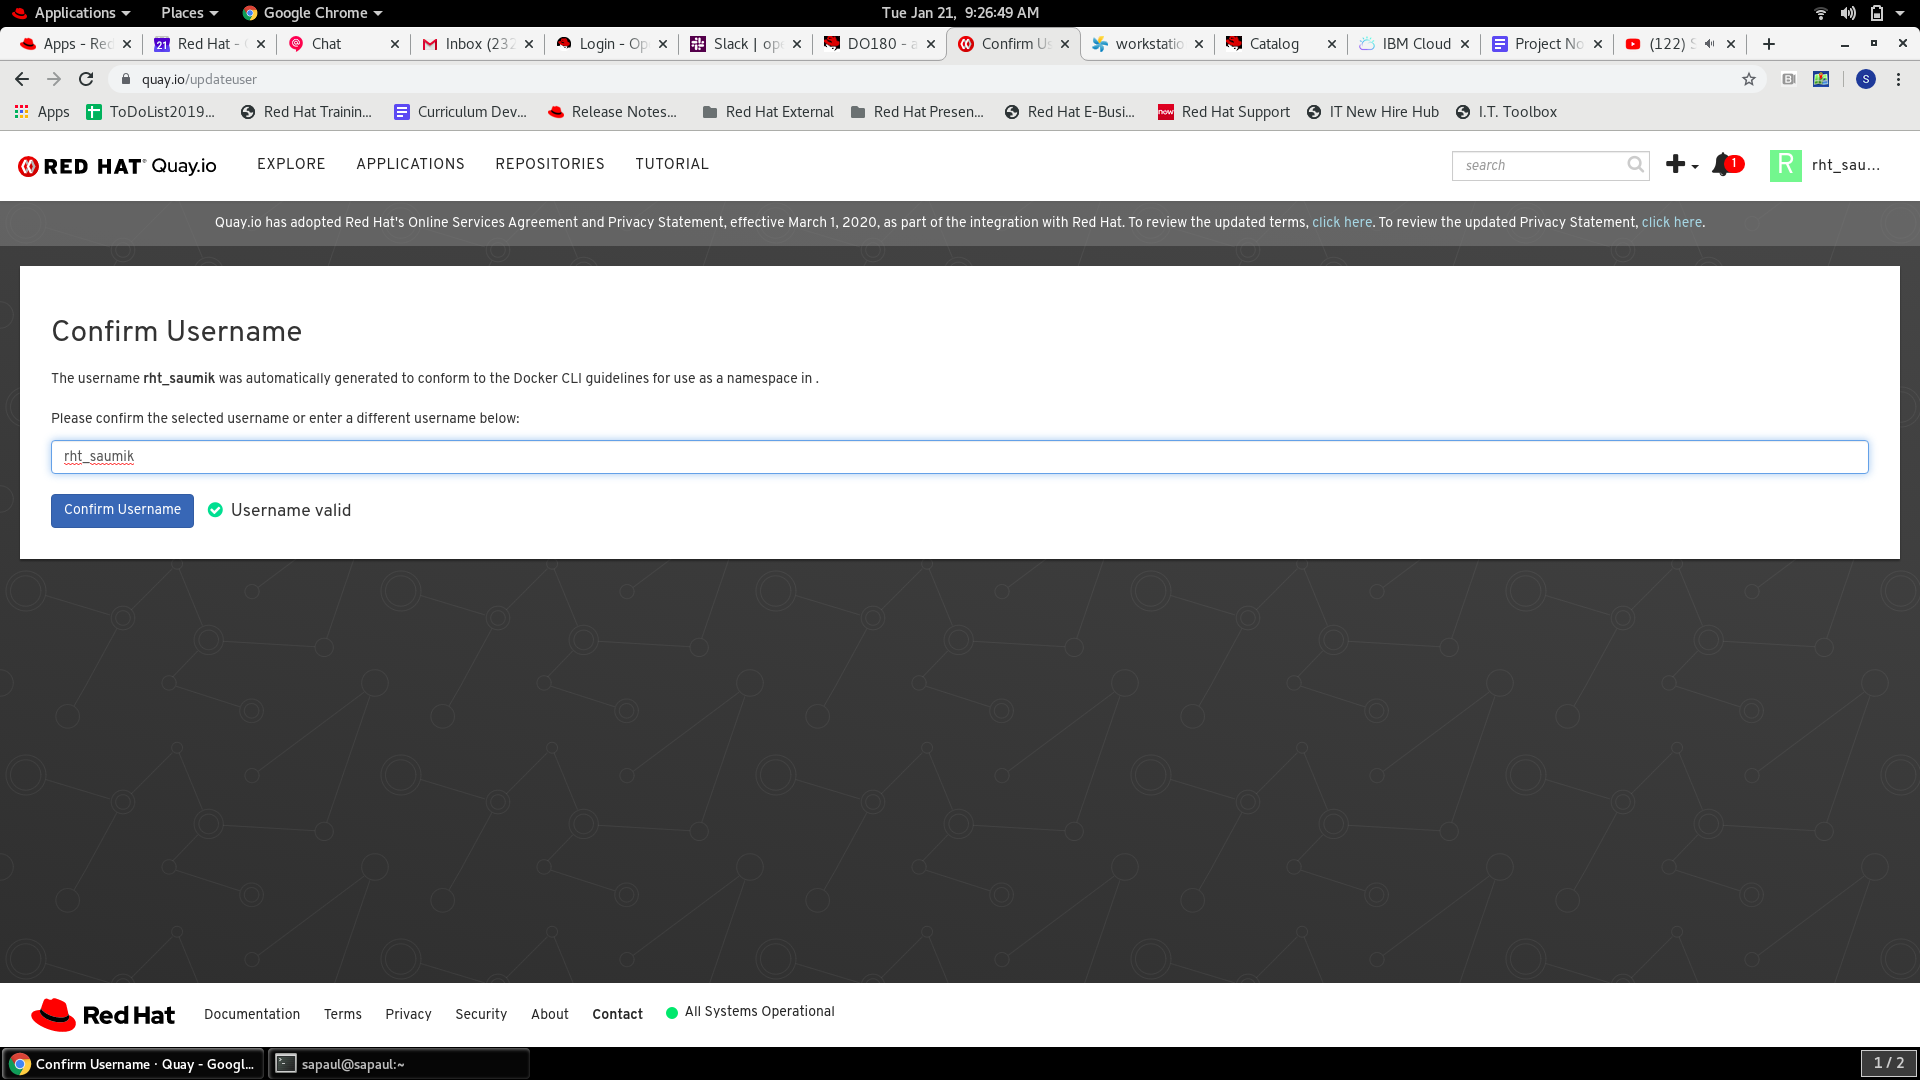 Applications Places Google Chrome Tue Jan 21, 9:26:49 AM
Apps - Red 21 Red Hat - Chat Inbox (232 Login - Op Slack | ope DO180 - a Confirm Us workstatio Catalog IBM Cloud Project No (122) S
quay.io/updateuser S
Apps ToDoList2019... Red Hat Trainin... Curriculum Dev... Release Notes... Red Hat External Red Hat Presen... Red Hat E-Busi... now Red Hat Support IT New Hire Hub I.T. Toolbox
RED HAT Quay.io EXPLORE APPLICATIONS REPOSITORIES TUTORIAL search 1 R rht_sau...
Quay.io has adopted Red Hat's Online Services Agreement and Privacy Statement, effective March 1, 2020, as part of the integration with Red Hat. To review the updated terms, click here. To review the updated Privacy Statement, click here.
Confirm Username
The username rht_saumik was automatically generated to conform to the Docker CLI guidelines for use as a namespace in .
Please confirm the selected username or enter a different username below:
rht_saumik
Confirm Username Username valid
Red Hat Documentation Terms Privacy Security About Contact All Systems Operational
Confirm Username · Quay - Googl... sapaul@sapaul:~ 1 / 2